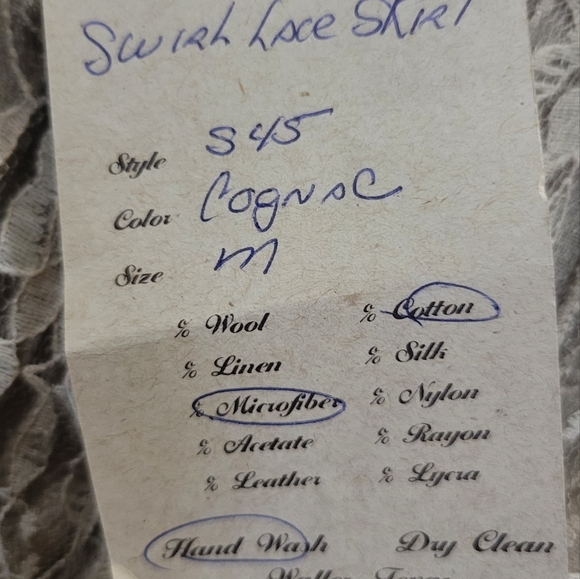 Swirl Lace Skirt
Style S45
Color Cognac
Size M
% Wool % Cotton
% Linen % Silk
% Microfiber % Nylon
% Acetate % Rayon
% Leather % Lycra
Hand Wash Dry Clean